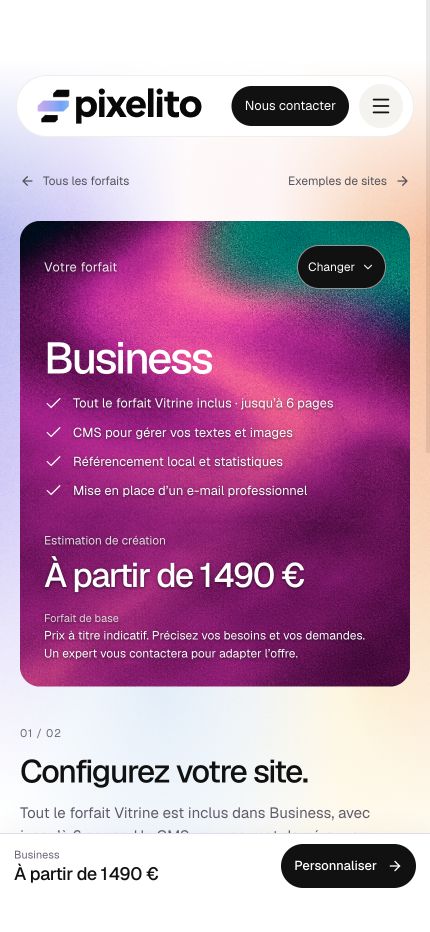 pixelito
Nous contacter
Tous les forfaits
Exemples de sites
Votre forfait
Changer
Business
Tout le forfait Vitrine inclus · jusqu’à 6 pages
CMS pour gérer vos textes et images
Référencement local et statistiques
Mise en place d’un e-mail professionnel
Estimation de création
À partir de 1 490 €
Forfait de base
Prix à titre indicatif. Précisez vos besoins et vos demandes.
Un expert vous contactera pour adapter l’offre.
01 / 02
Configurez votre site.
Tout le forfait Vitrine est inclus dans Business, avec
Business
À partir de 1 490 €
Personnaliser